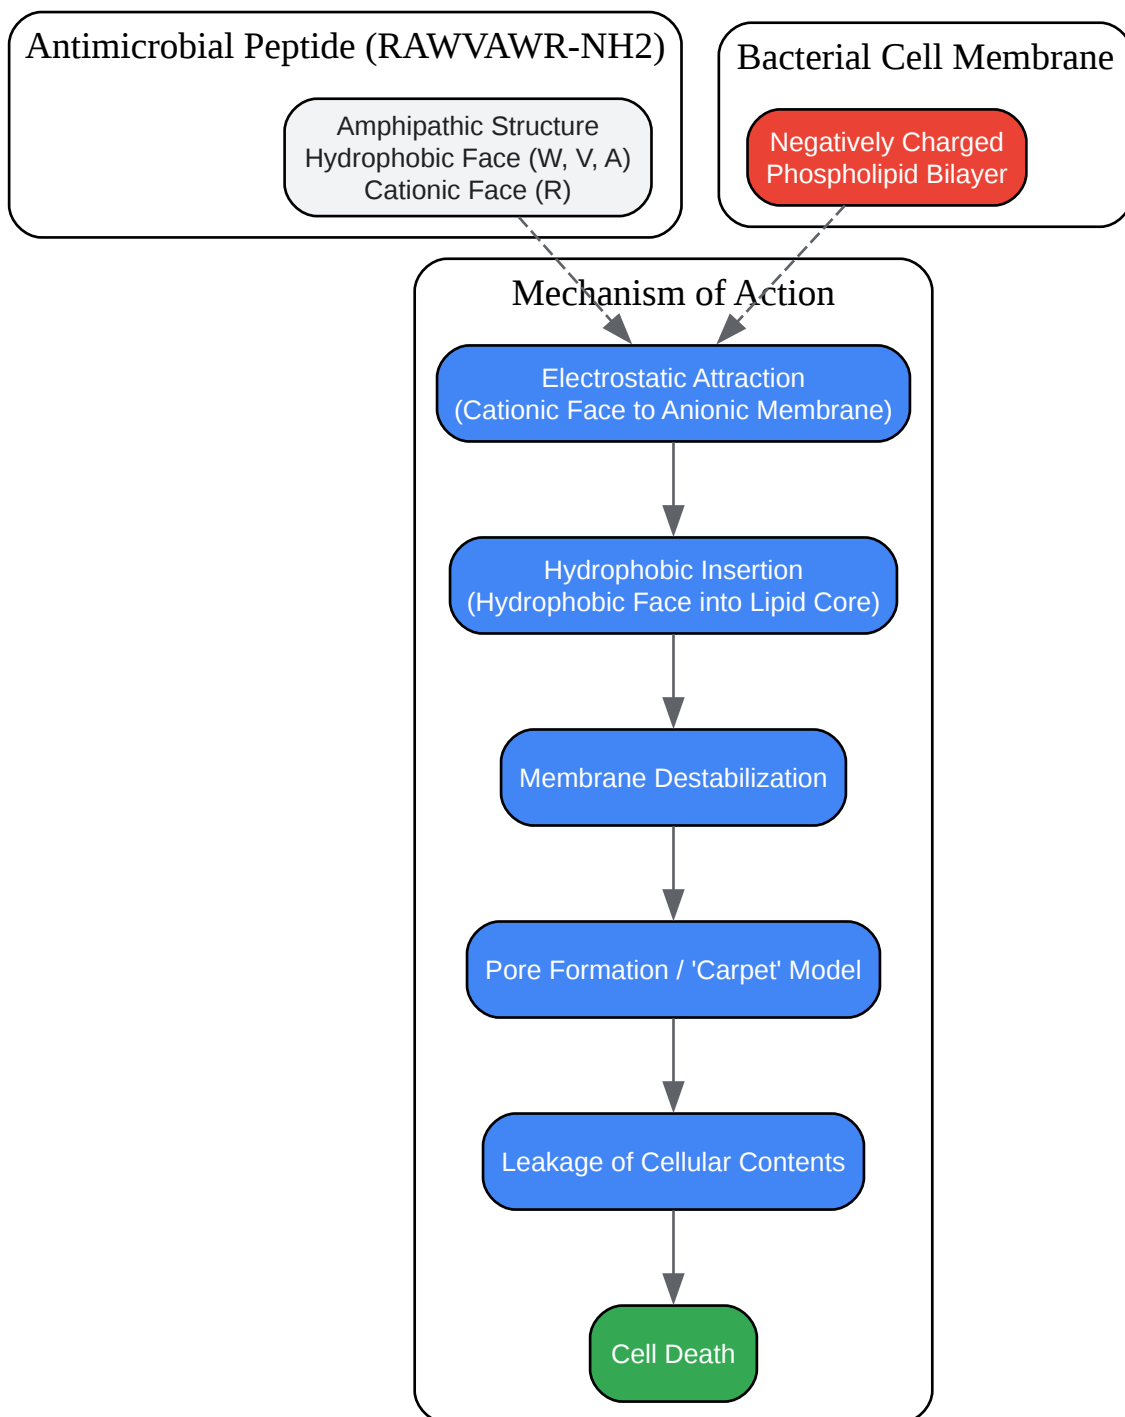 Antimicrobial Peptide (RAWVAWR-NH2)
Amphipathic Structure
Hydrophobic Face (W, V, A)
Cationic Face (R)
Bacterial Cell Membrane
Negatively Charged
Phospholipid Bilayer
Mechanism of Action
Electrostatic Attraction
(Cationic Face to Anionic Membrane)
Hydrophobic Insertion
(Hydrophobic Face into Lipid Core)
Membrane Destabilization
Pore Formation / 'Carpet' Model
Leakage of Cellular Contents
Cell Death